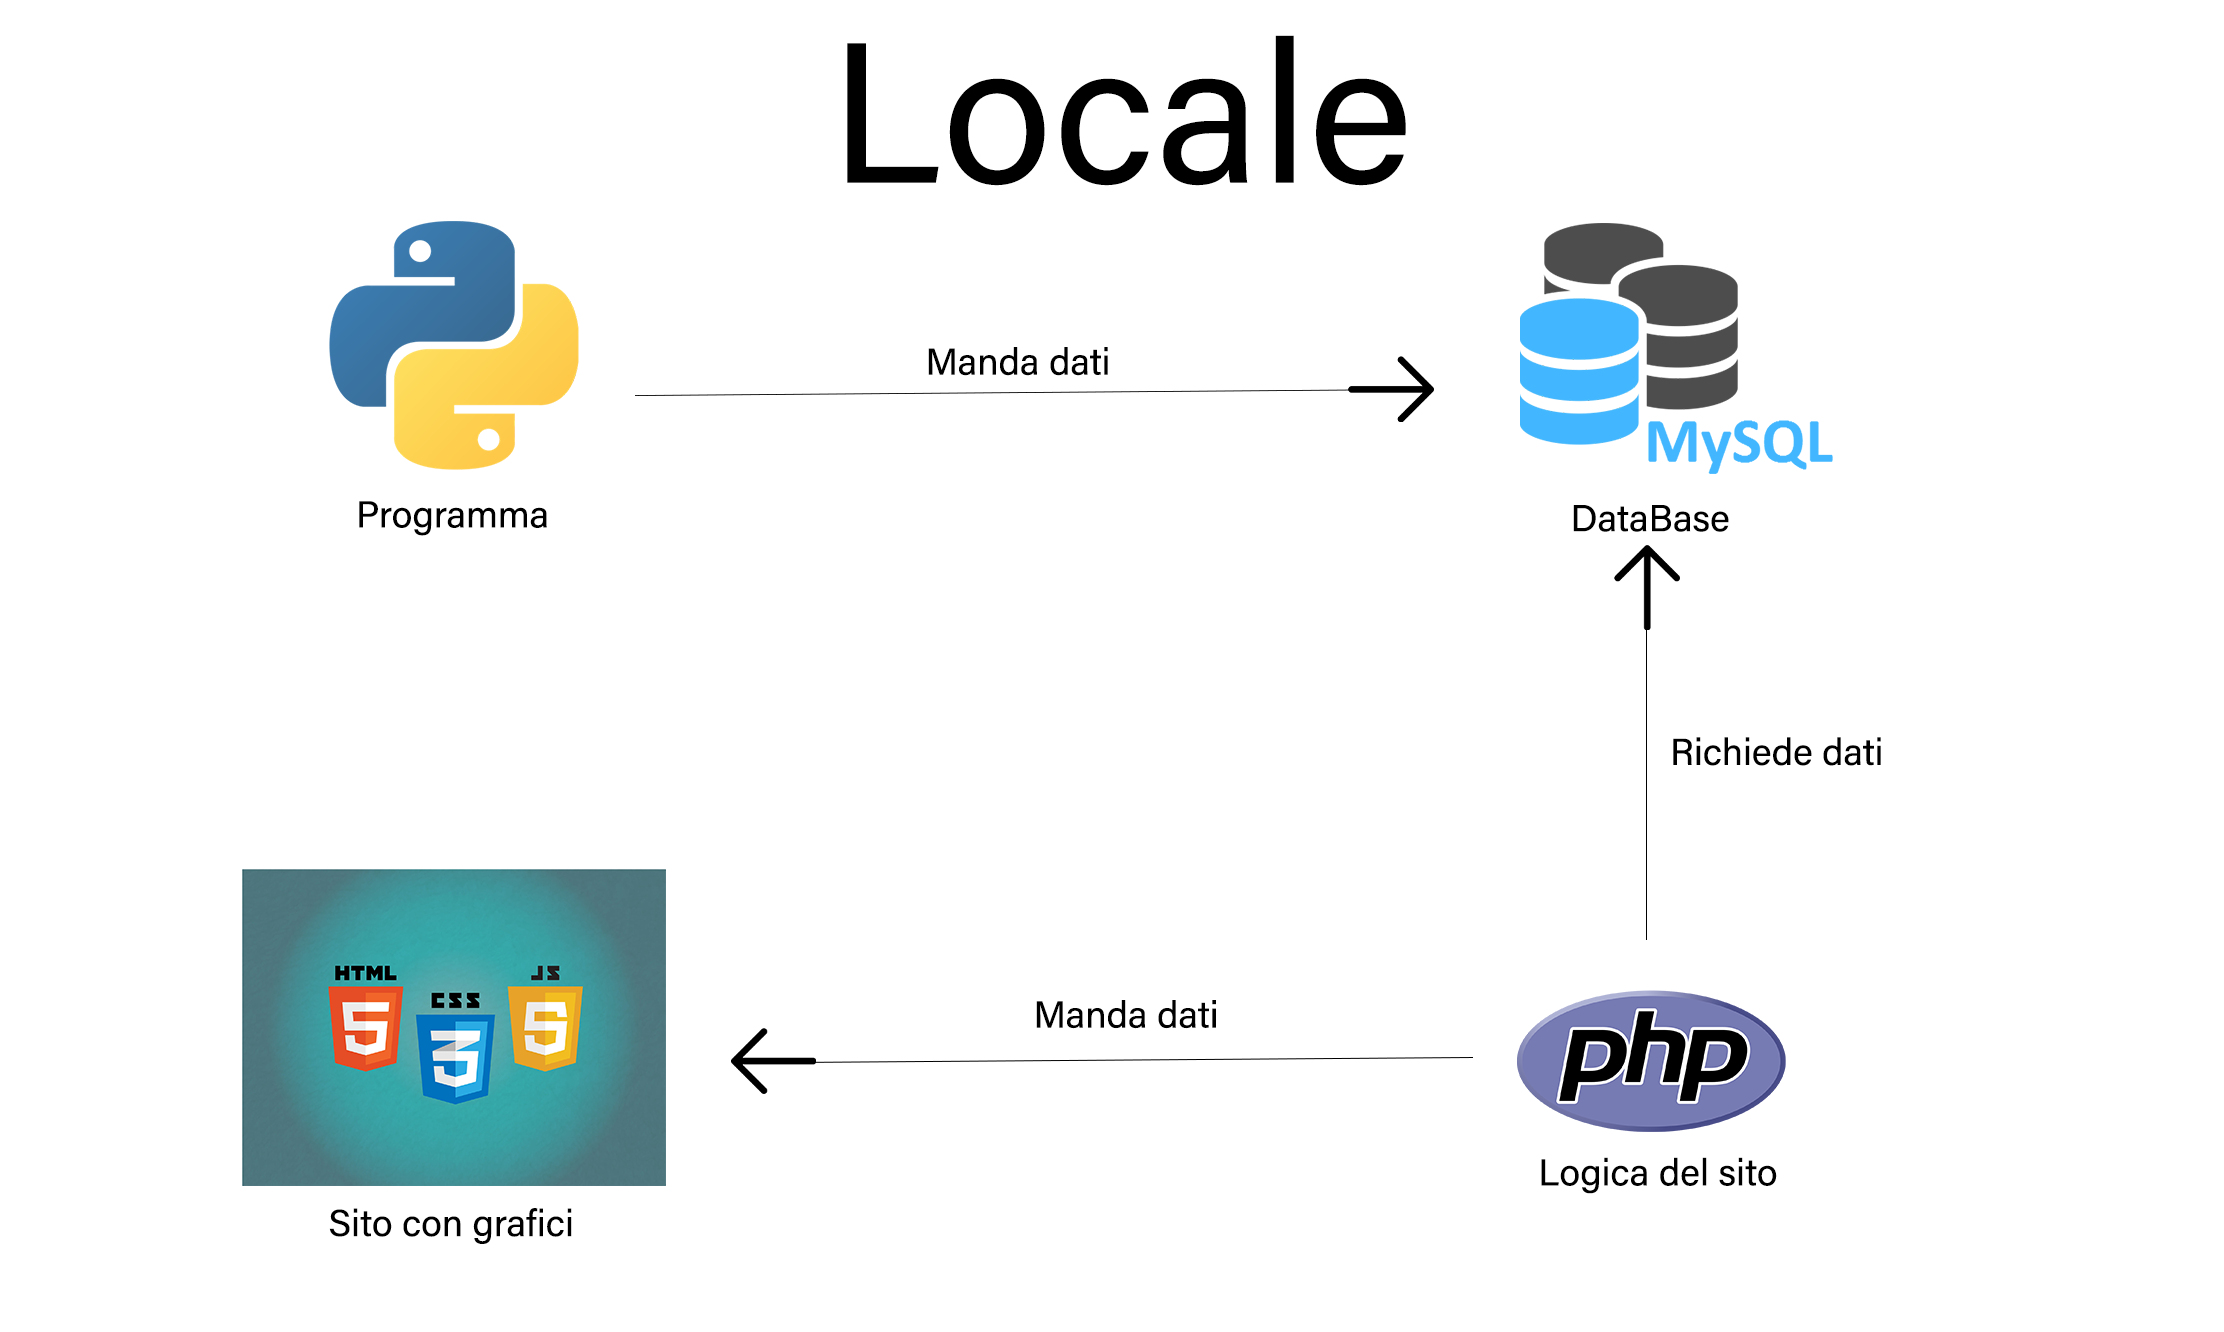 Locale
Manda dati
MySQL
Programma
DataBase
Richiede dati
HTML
CSS
JS
5
3
5
Manda dati
php
Logica del sito
Sito con grafici